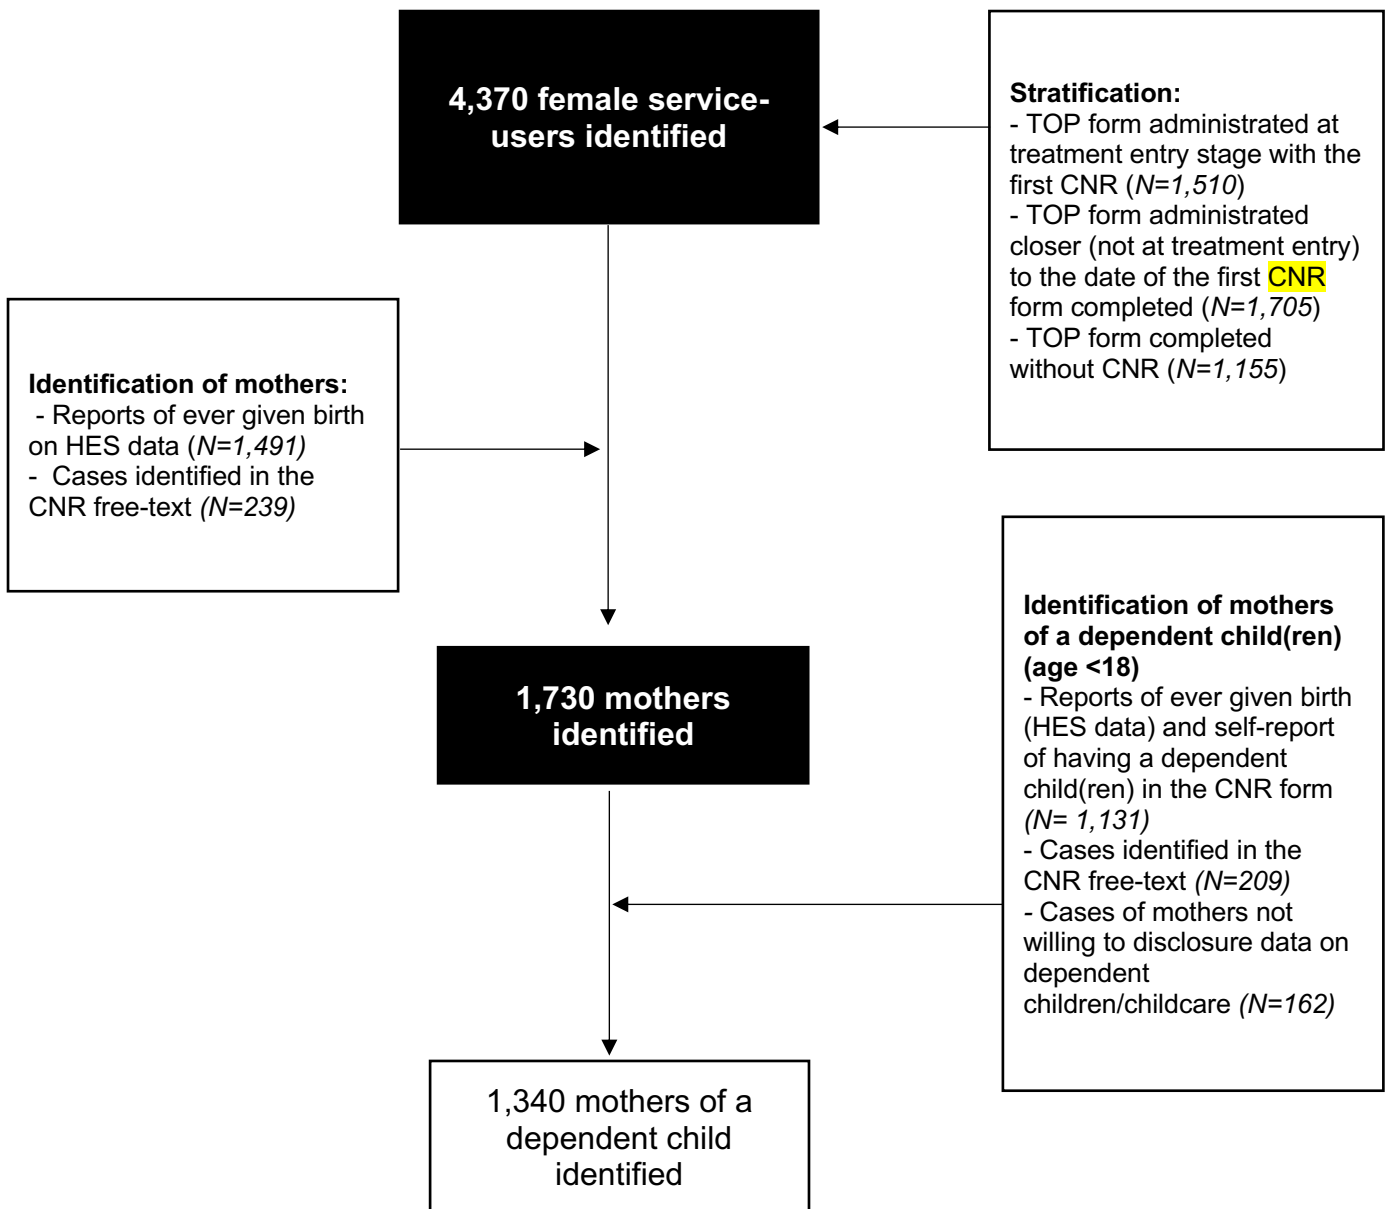 4,370 female service-
users identified
Stratification:
- TOP form administrated at
treatment entry stage with the
first CNR (N=1,510)
- TOP form administrated
closer (not at treatment entry)
to the date of the first CNR
form completed (N=1,705)
- TOP form completed
without CNR (N=1,155)
Identification of mothers:
- Reports of ever given birth
on HES data (N=1,491)
- Cases identified in the
CNR free-text (N=239)
1,730 mothers
identified
Identification of mothers
of a dependent child(ren)
(age <18)
- Reports of ever given birth
(HES data) and self-report
of having a dependent
child(ren) in the CNR form
(N= 1,131)
- Cases identified in the
CNR free-text (N=209)
- Cases of mothers not
willing to disclosure data on
dependent
children/childcare (N=162)
1,340 mothers of a
dependent child
identified